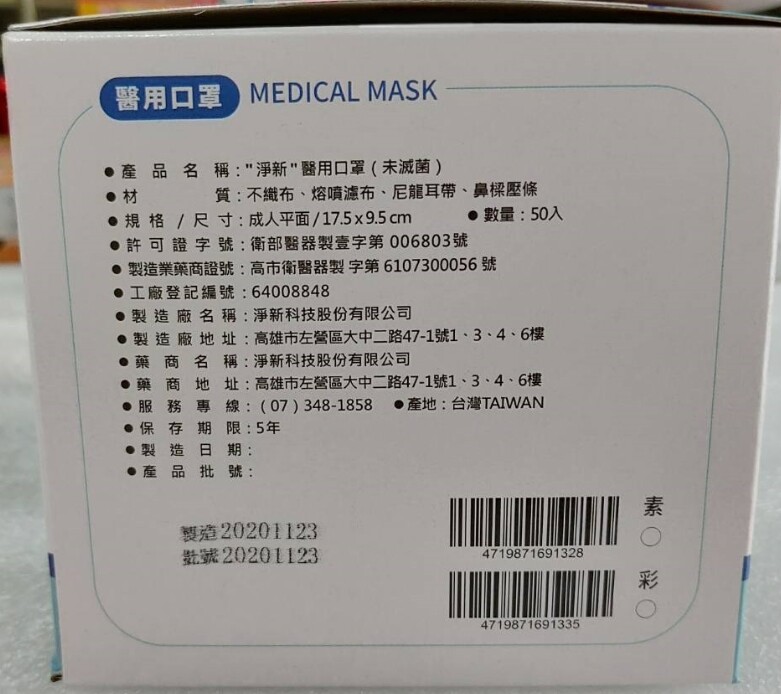 醫用口罩 MEDICAL MASK
●產品名稱:"淨新"醫用口罩(未滅菌)
●材質:不織布、熔噴濾布、尼龍耳帶、鼻樑壓條
●規格/尺寸:成人平面/17.5x9.5cm ●數量:50入
●許可證字號:衛部醫器製壹字第 006803號
●製造業藥商證號:高市衛醫器製 字第 6107300056 號
●工廠登記編號:64008848
●製造廠名稱:淨新科技股份有限公司
●製造廠地址:高雄市左營區大中二路47-1號1、3、4、6樓
●藥商名稱:淨新科技股份有限公司
●藥商地址:高雄市左營區大中二路47-1號1、3、4、6樓
●服務專線:(07)348-1858 ●產地:台灣TAIWAN
●保存期限:5年
●製造日期:
●產品批號:
製造20201123
批號20201123
素
4719871691328
彩
4719871691335